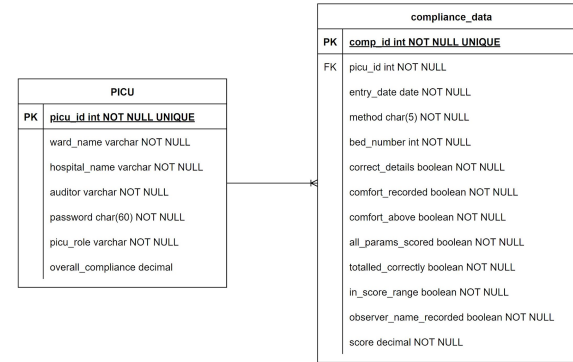 compliance_data
PK comp_id int NOT NULL UNIQUE
FK picu_id int NOT NULL
entry_date date NOT NULL
method char(5) NOT NULL
bed_number int NOT NULL
correct_details boolean NOT NULL
comfort_recorded boolean NOT NULL
comfort_above boolean NOT NULL
all_params_scored boolean NOT NULL
totalled_correctly boolean NOT NULL
in_score_range boolean NOT NULL
observer_name_recorded boolean NOT NULL
score decimal NOT NULL
PICU
PK picu_id int NOT NULL UNIQUE
ward_name varchar NOT NULL
hospital_name varchar NOT NULL
auditor varchar NOT NULL
password char(60) NOT NULL
picu_role varchar NOT NULL
overall_compliance decimal